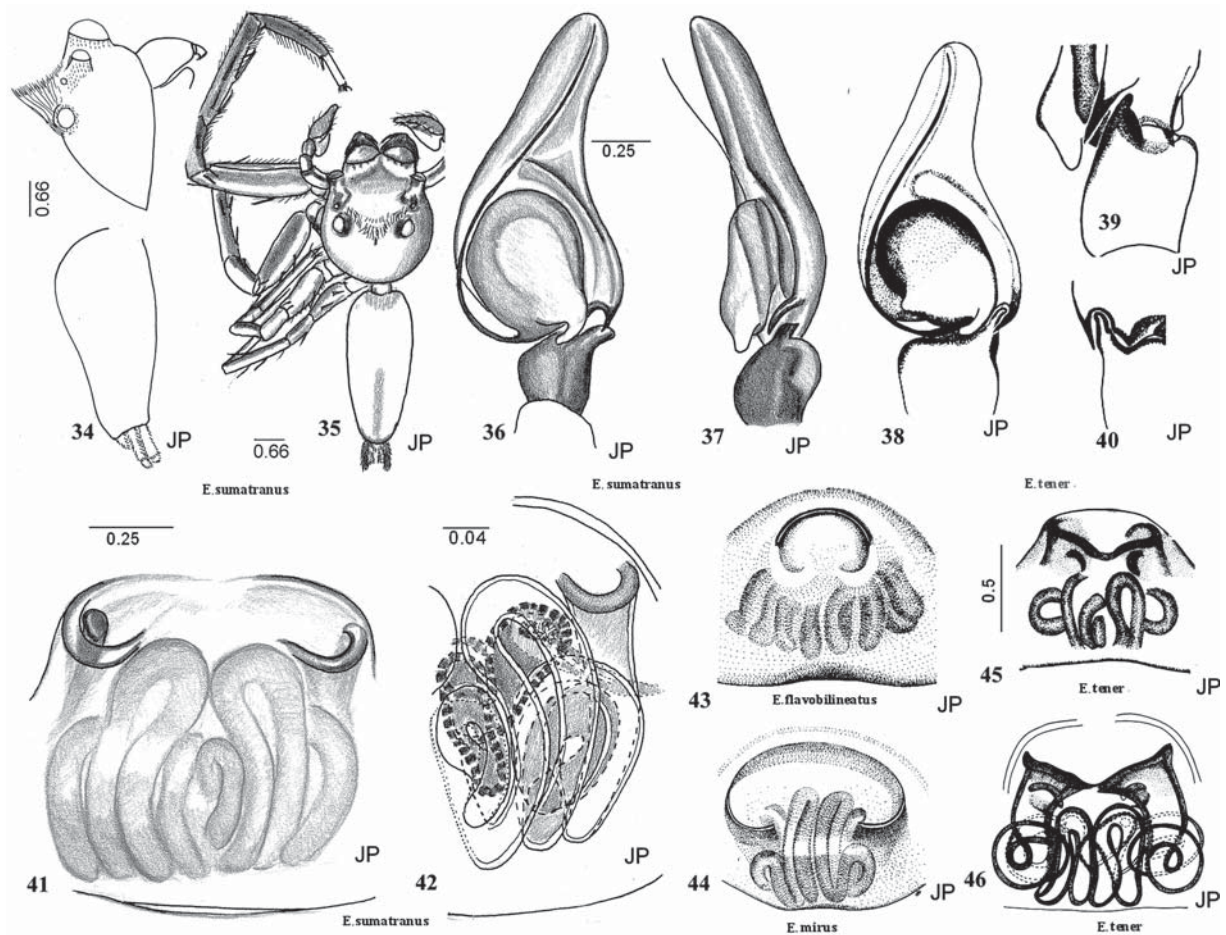 0.66
34
JP
0.66
35
JP
E.sumatranus
36
JP
0.25
37
JP
E.sumatranus
38
JP
39
JP
40
JP
E.tener
0.25
41
JP
E.sumatranus
0.04
42
JP
43
E.flavobilineatus
JP
44
JP
E.mirus
0.5
45
E.tener
JP
46
JP
E.tener